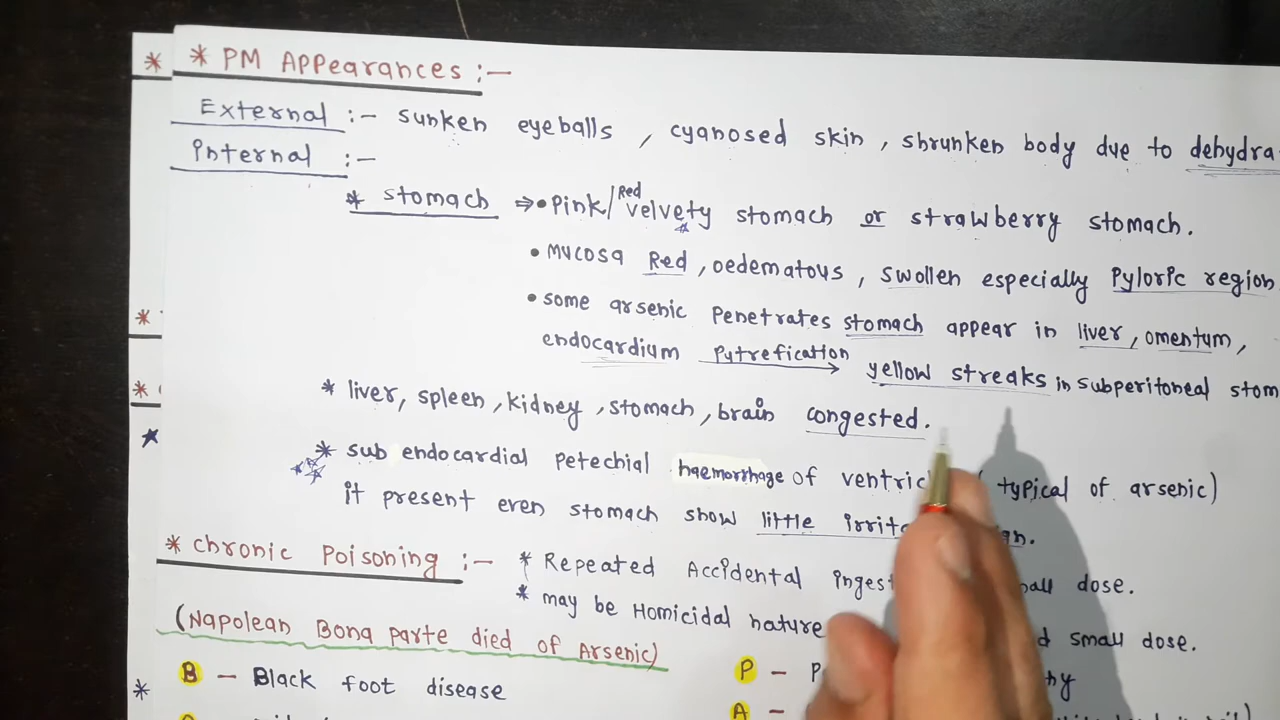 * PM Appearances :-
External :- sunken eyeballs , cyanosed skin , shrunken body due to dehydra
Internal :-
* stomach ⇒ • Pink/Red velvety stomach or strawberry stomach.
• Mucosa Red , oedematous , swollen especially Pyloric region
• some arsenic penetrates stomach appear in liver, omentum,
endocardium Putrefication → yellow streaks in subperitoneal stom
* liver, spleen, kidney, stomach, brain congested.
* sub endocardial petechial haemorrhage of ventric (typical of arsenic)
it present even stomach show little irrita
* Chronic Poisoning :- * Repeated Accidental ingest dose.
* may be Homicidal nature small dose.
(Napolean Bona parte died of Arsenic)
B - Black foot disease
P - P
A -